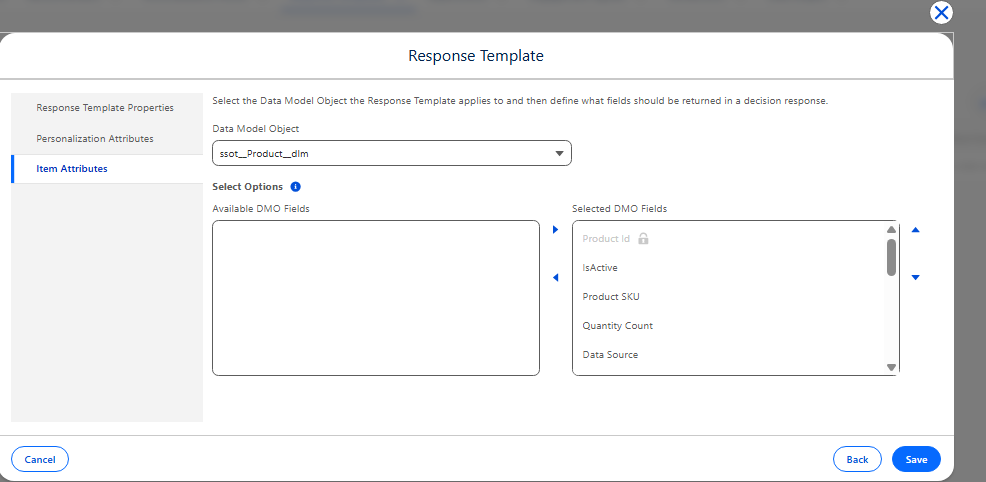 Response Template
Response Template Properties
Personalization Attributes
Item Attributes
Select the Data Model Object the Response Template applies to and then define what fields should be returned in a decision response.
Data Model Object
ssot__Product__dlm
Select Options
Available DMO Fields
Selected DMO Fields
Product Id
IsActive
Product SKU
Quantity Count
Data Source
Cancel
Back
Save